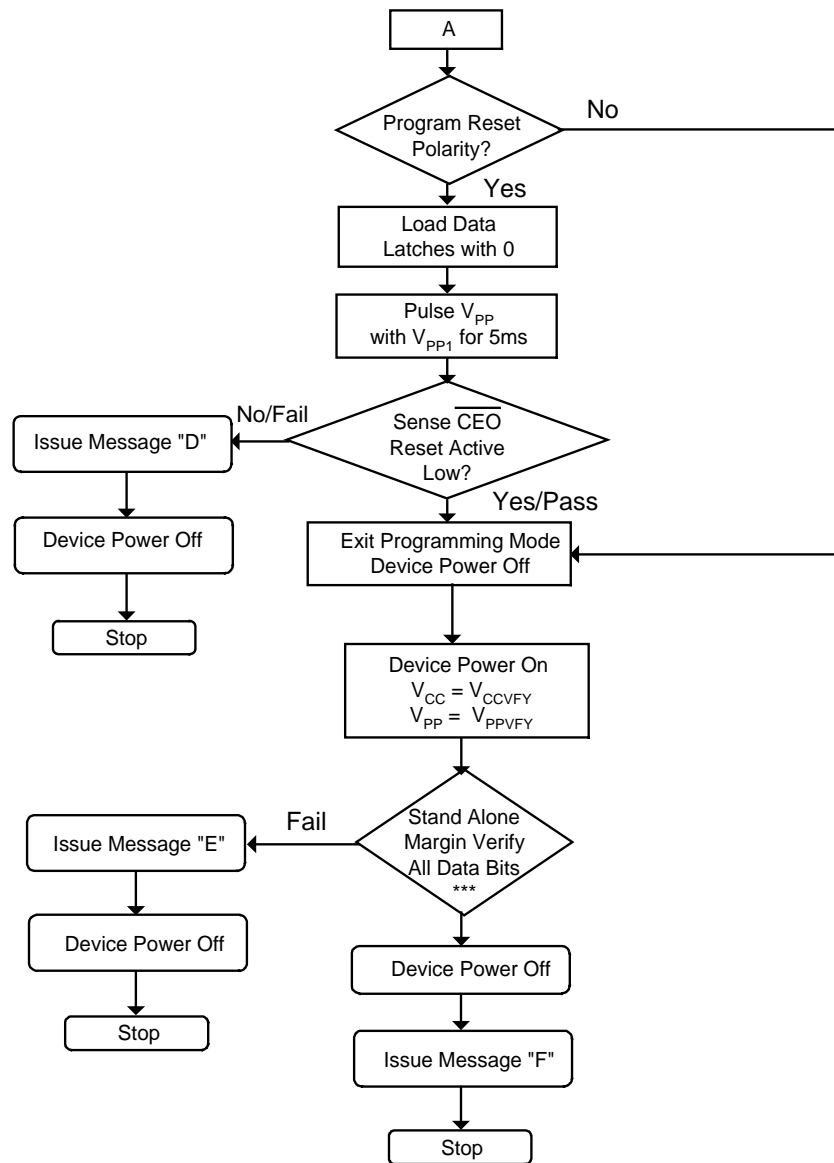 A
Program Reset
Polarity?
No
Yes
Load Data
Latches with 0
Pulse VPP
with VPP1 for 5ms
No/Fail
Sense CEO
Reset Active
Low?
Issue Message "D"
Yes/Pass
Device Power Off
Exit Programming Mode
Device Power Off
Stop
Device Power On
VCC = VCCVFY
VPP = VPPVFY
Fail
Stand Alone
Margin Verify
All Data Bits
***
Issue Message "E"
Device Power Off
Device Power Off
Stop
Issue Message "F"
Stop